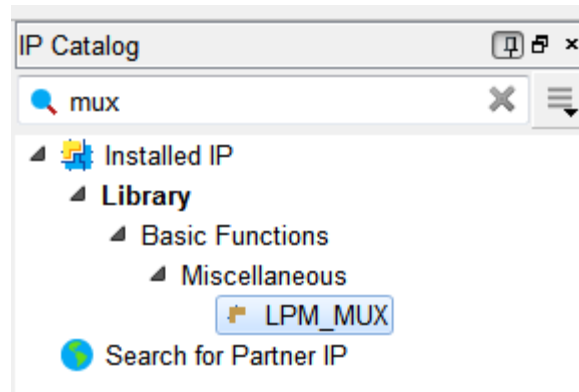 IP Catalog
mux
Installed IP
Library
Basic Functions
Miscellaneous
LPM_MUX
Search for Partner IP